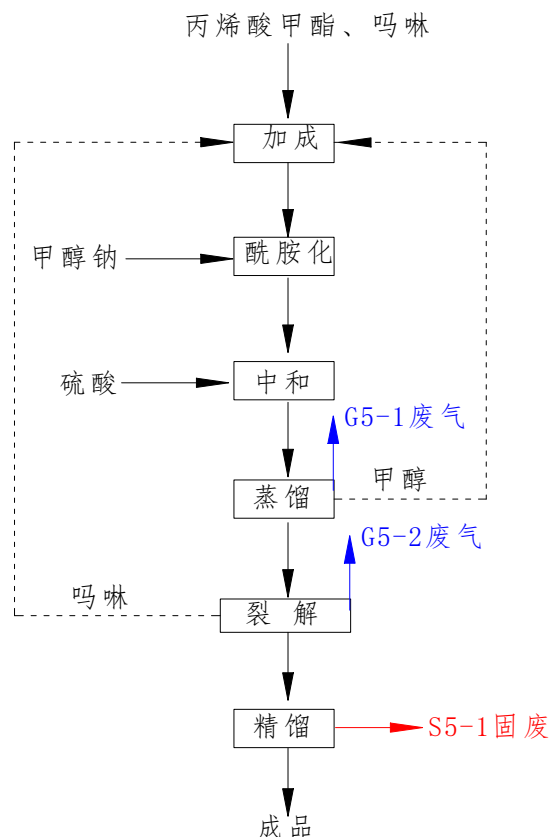 丙烯酸甲酯、吗啉
加成
甲醇钠
酰胺化
硫酸
中和
G5-1废气
蒸馏
甲醇
G5-2废气
吗啉
裂 解
精馏
S5-1固废
成品